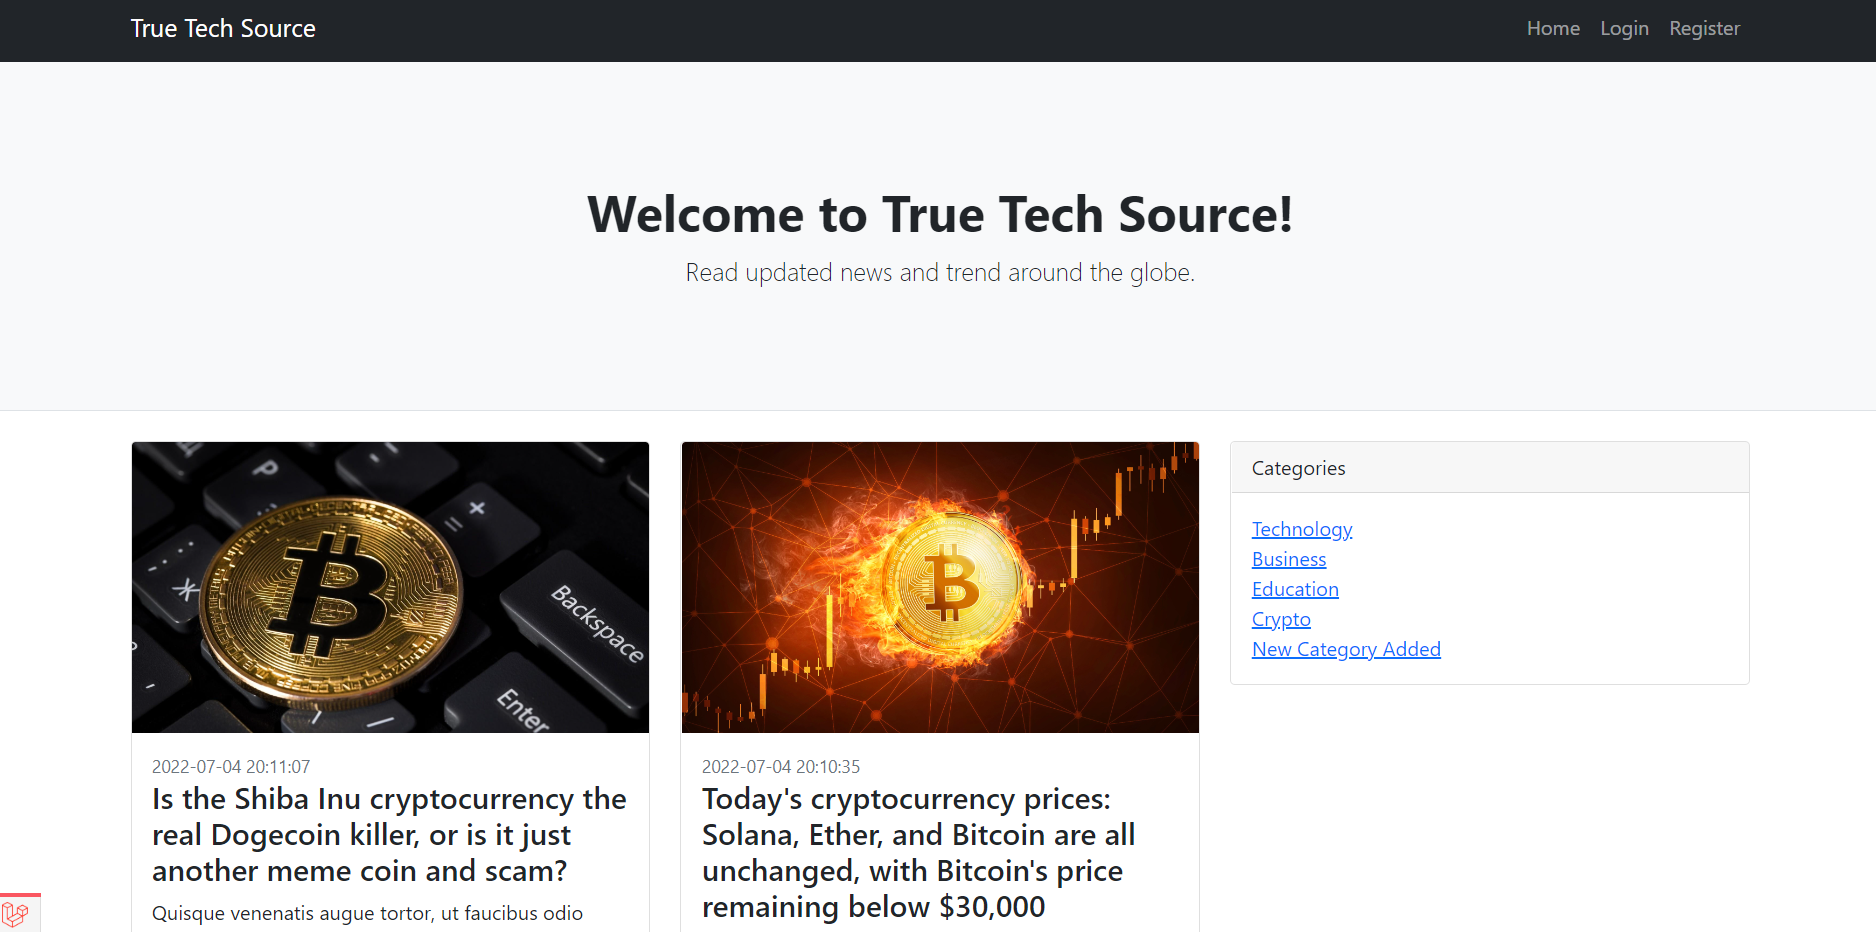 True Tech Source
Home Login Register
Welcome to True Tech Source!
Read updated news and trend around the globe.
Backspace
Enter
Categories
Technology
Business
Education
Crypto
New Category Added
2022-07-04 20:11:07
Is the Shiba Inu cryptocurrency the
real Dogecoin killer, or is it just
another meme coin and scam?
Quisque venenatis augue tortor, ut faucibus odio
2022-07-04 20:10:35
Today's cryptocurrency prices:
Solana, Ether, and Bitcoin are all
unchanged, with Bitcoin's price
remaining below $30,000